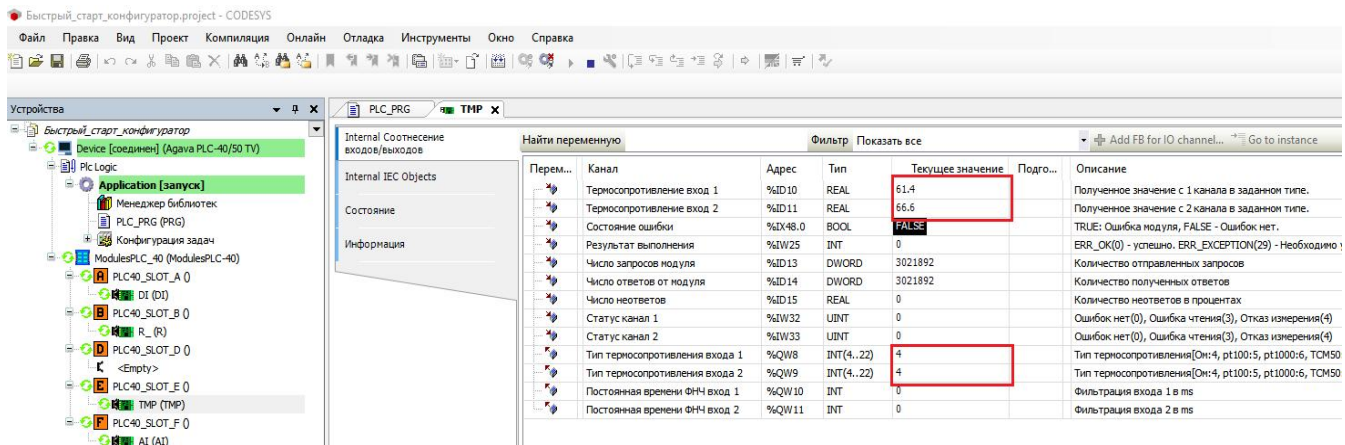 Быстрый_старт_конфигуратор.project - CODESYS
Файл Правка Вид Проект Компиляция Онлайн Отладка Инструменты Окно Справка
Устройства
PLC_PRG TMP X
Быстрый_старт_конфигуратор
Device [соединен] (Agava PLC-40/50 TV)
Plc Logic
Application [запуск]
Менеджер библиотек
PLC_PRG (PRG)
Конфигурация задач
ModulesPLC_40 (ModulesPLC-40)
A PLC40_SLOT_A ()
DI (DI)
B PLC40_SLOT_B ()
R_ (R)
D PLC40_SLOT_D ()
<Empty>
E PLC40_SLOT_E ()
TMP (TMP)
F PLC40_SLOT_F ()
AI (AI)
Internal Соотнесение входов/выходов
Internal IEC Objects
Состояние
Информация
Найти переменную Фильтр Показать все Add FB for IO channel... Go to instance
Перем... Канал Адрес Тип Текущее значение Подго... Описание
Термосопротивление вход 1 %ID10 REAL 61.4 Полученное значение с 1 канала в заданном типе.
Термосопротивление вход 2 %ID11 REAL 66.6 Полученное значение с 2 канала в заданном типе.
Состояние ошибки %IX48.0 BOOL FALSE TRUE: Ошибка модуля, FALSE - Ошибок нет.
Результат выполнения %IW25 INT 0 ERR_OK(0) - успешно. ERR_EXCEPTION(29) - Необходимо
Число запросов модуля %ID13 DWORD 3021892 Количество отправленных запросов
Число ответов от модуля %ID14 DWORD 3021892 Количество полученных ответов
Число неответов %ID15 REAL 0 Количество неответов в процентах
Статус канал 1 %IW32 UINT 0 Ошибок нет(0), Ошибка чтения(3), Отказ измерения(4)
Статус канал 2 %IW33 UINT 0 Ошибок нет(0), Ошибка чтения(3), Отказ измерения(4)
Тип термосопротивления входа 1 %QW8 INT(4..22) 4 Тип термосопротивления[Ом:4, pt100:5, pt1000:6, TCM50:
Тип термосопротивления входа 2 %QW9 INT(4..22) 4 Тип термосопротивления[Ом:4, pt100:5, pt1000:6, TCM50:
Постоянная времени ФНЧ вход 1 %QW10 INT 0 Фильтрация входа 1 в ms
Постоянная времени ФНЧ вход 2 %QW11 INT 0 Фильтрация входа 2 в ms